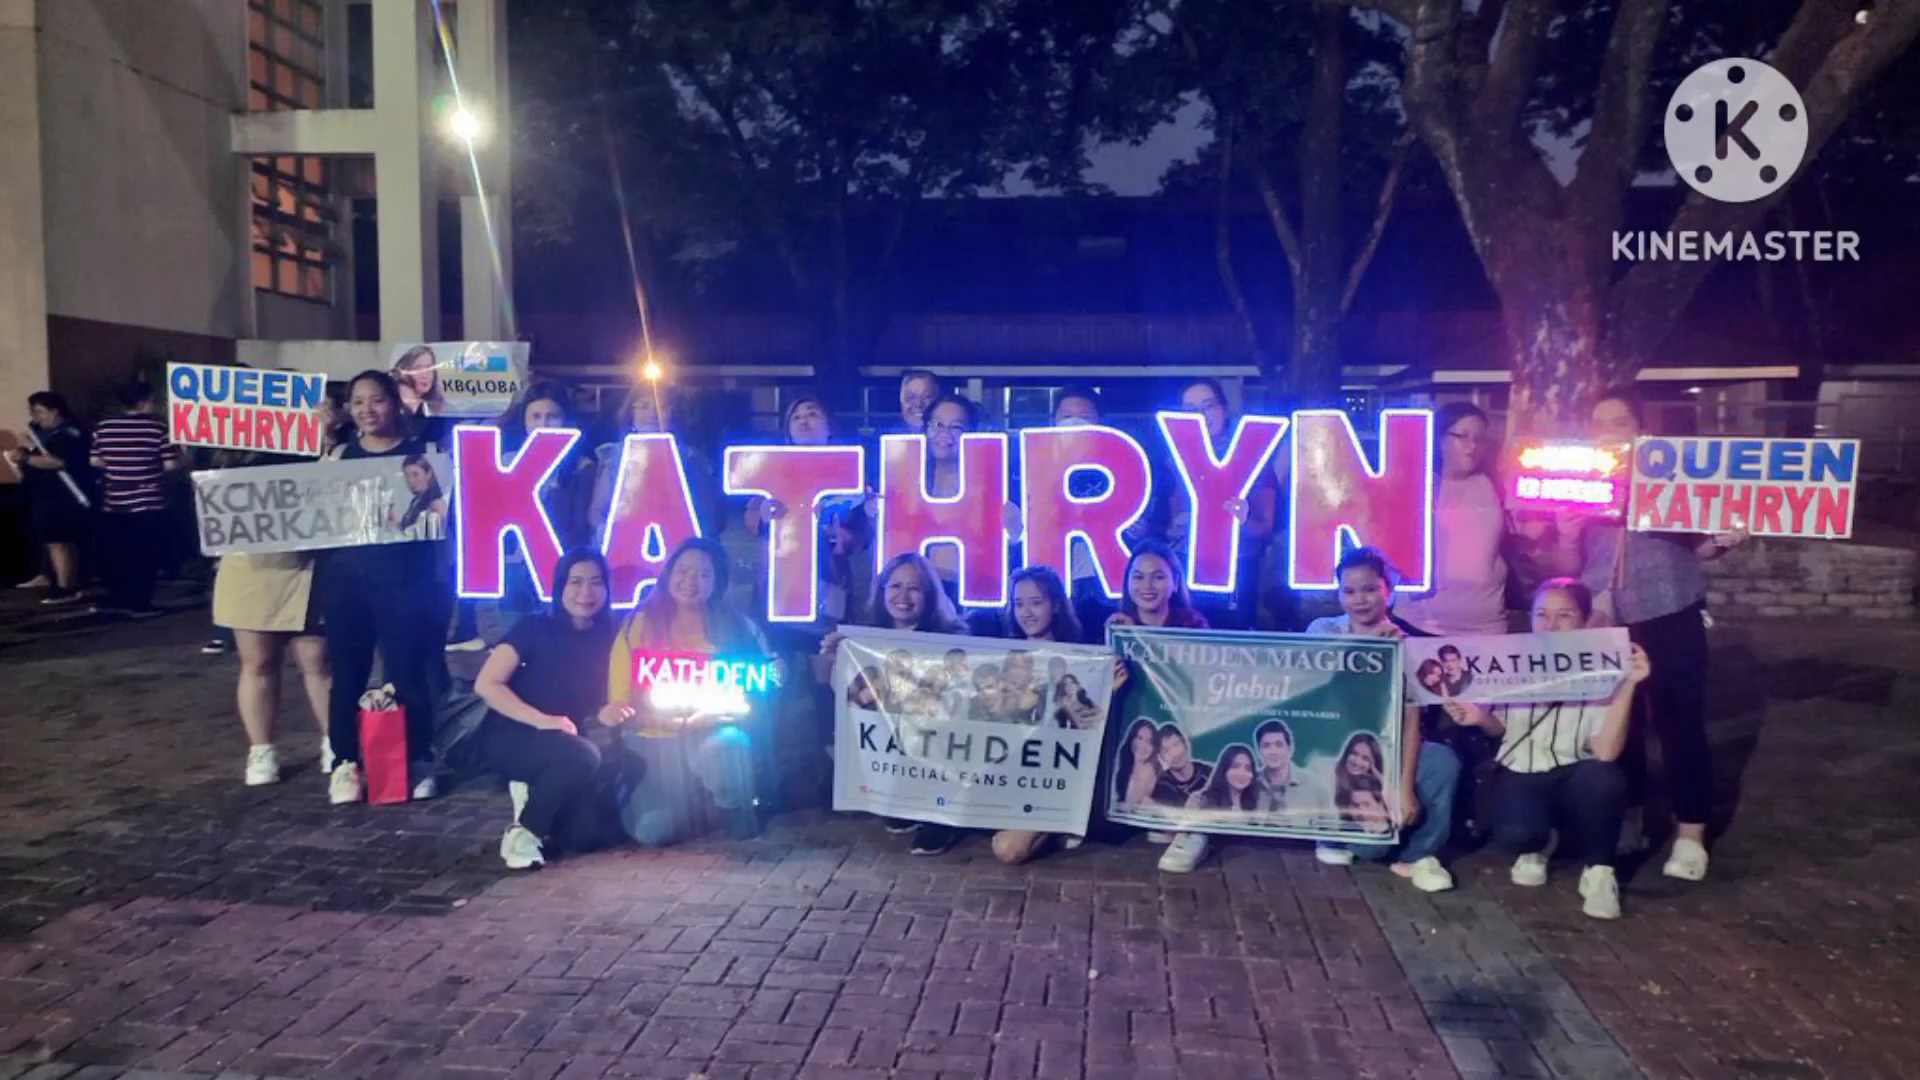 K
KINEMASTER
QUEEN
KATHRYN
KBGLOBAL
KCMB
BARKADA
KATHRYN
QUEEN
KATHRYN
KATHDEN
KATHDEN
OFFICIAL FANS CLUB
KATHDEN MAGICS
Global
KATHDEN
OFFICIAL FANS CLUB